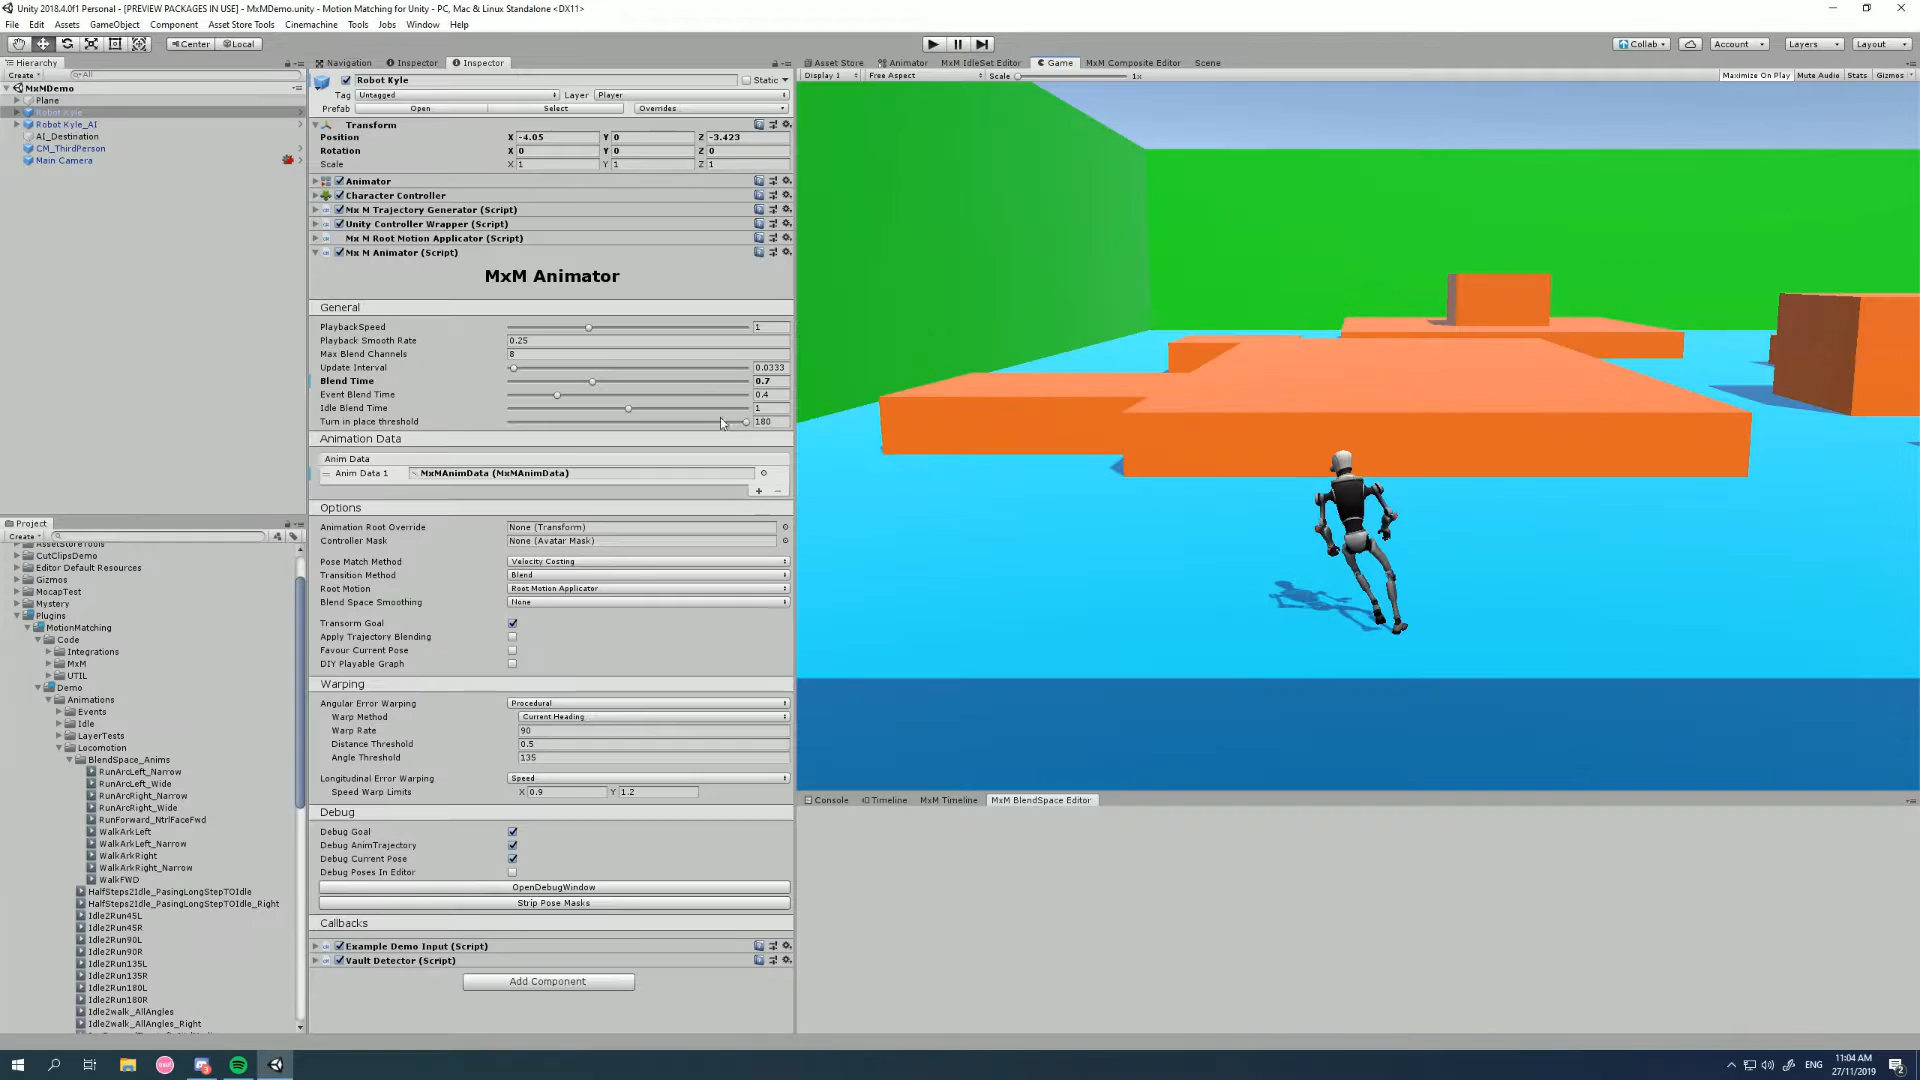 Unity 2018.4.0f1 Personal - [PREVIEW PACKAGES IN USE] - MxMDemo.unity - Motion Matching for Unity - PC, Mac & Linux Standalone <DX11>
File Edit Assets GameObject Component Asset Store Tools Cinemachine Tools Jobs Window Help
Center Local Collab Account Layers Layout
Hierarchy
Create All
MxMDemo
Plane
Robot Kyle
Robot Kyle_AI
AI_Destination
CM_ThirdPerson
Main Camera
Navigation Inspector Inspector
Robot Kyle Static
Tag Untagged Layer Player
Prefab Open Select Overrides
Transform
Position X -4.05 Y 0 Z -3.423
Rotation X 0 Y 0 Z 0
Scale X 1 Y 1 Z 1
Animator
Character Controller
Mx M Trajectory Generator (Script)
Unity Controller Wrapper (Script)
Mx M Root Motion Applicator (Script)
Mx M Animator (Script)
MxM Animator
General
PlaybackSpeed 1
Playback Smooth Rate 0.25
Max Blend Channels 8
Update Interval 0.0333
Blend Time 0.7
Event Blend Time 0.4
Idle Blend Time 1
Turn in place threshold 180
Animation Data
Anim Data
Anim Data 1 MxMAnimData (MxMAnimData)
Options
Animation Root Override None (Transform)
Controller Mask None (Avatar Mask)
Pose Match Method Velocity Costing
Transition Method Blend
Root Motion Root Motion Applicator
Blend Space Smoothing None
Transorm Goal
Apply Trajectory Blending
Favour Current Pose
DIY Playable Graph
Warping
Angular Error Warping Procedural
Warp Method Current Heading
Warp Rate 90
Distance Threshold 0.5
Angle Threshold 135
Longitudinal Error Warping Speed
Speed Warp Limits X 0.9 Y 1.2
Debug
Debug Goal
Debug AnimTrajectory
Debug Current Pose
Debug Poses In Editor
OpenDebugWindow
Strip Pose Masks
Callbacks
Example Demo Input (Script)
Vault Detector (Script)
Add Component
Asset Store Animator MxM IdleSet Editor Game MxM Composite Editor Scene
Display 1 Free Aspect Scale 1x Maximize On Play Mute Audio Stats Gizmos
Console Timeline MxM Timeline MxM BlendSpace Editor
Project
Create
AssetStoreTools
CutClipsDemo
Editor Default Resources
Gizmos
MocapTest
Mystery
Plugins
MotionMatching
Code
Integrations
MxM
UTIL
Demo
Animations
Events
Idle
LayerTests
Locomotion
BlendSpace_Anims
RunArcLeft_Narrow
RunArcLeft_Wide
RunArcRight_Narrow
RunArcRight_Wide
RunForward_NtrlFaceFwd
WalkArkLeft
WalkArkLeft_Narrow
WalkArkRight
WalkArkRight_Narrow
WalkFWD
HalfSteps2Idle_PasingLongStepTOIdle
HalfSteps2Idle_PasingLongStepTOIdle_Right
Idle2Run45L
Idle2Run45R
Idle2Run90L
Idle2Run90R
Idle2Run135L
Idle2Run135R
Idle2Run180L
Idle2Run180R
Idle2walk_AllAngles
Idle2walk_AllAngles_Right
ENG
11:04 AM
27/11/2019